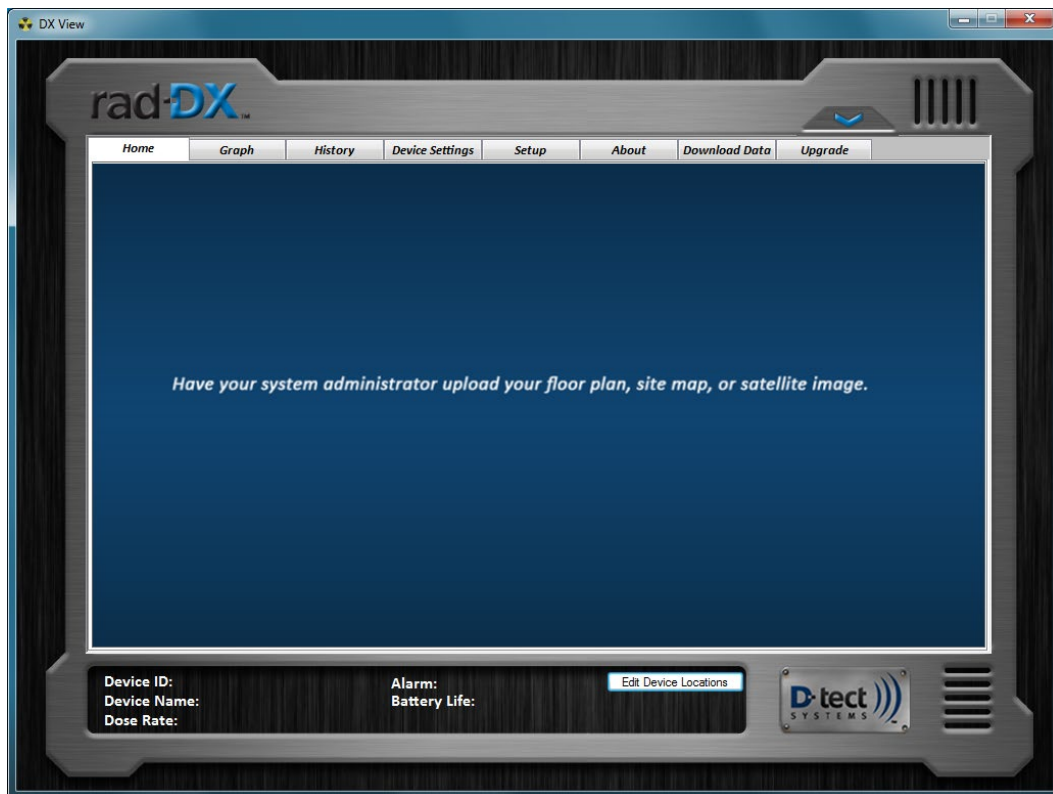 DX View
rad-DX™
Home Graph History Device Settings Setup About Download Data Upgrade
Have your system administrator upload your floor plan, site map, or satellite image.
Device ID:
Device Name:
Dose Rate:
Alarm:
Battery Life:
Edit Device Locations
D·tect
SYSTEMS